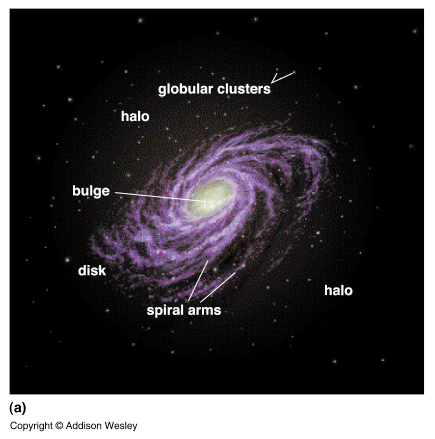 globular clusters
halo
bulge
disk
halo
spiral arms
(a)
Copyright © Addison Wesley